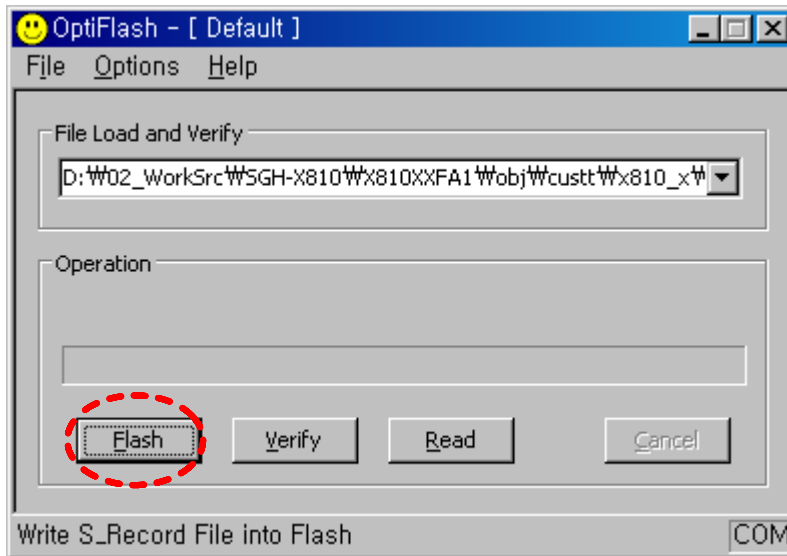 OptiFlash - [ Default ]
File Options Help
File Load and Verify
D:₩02_WorkSrc₩SGH-X810₩X810XXFA1₩obj₩custt₩x810_x₩
Operation
Flash Verify Read Cancel
Write S_Record File into Flash COM